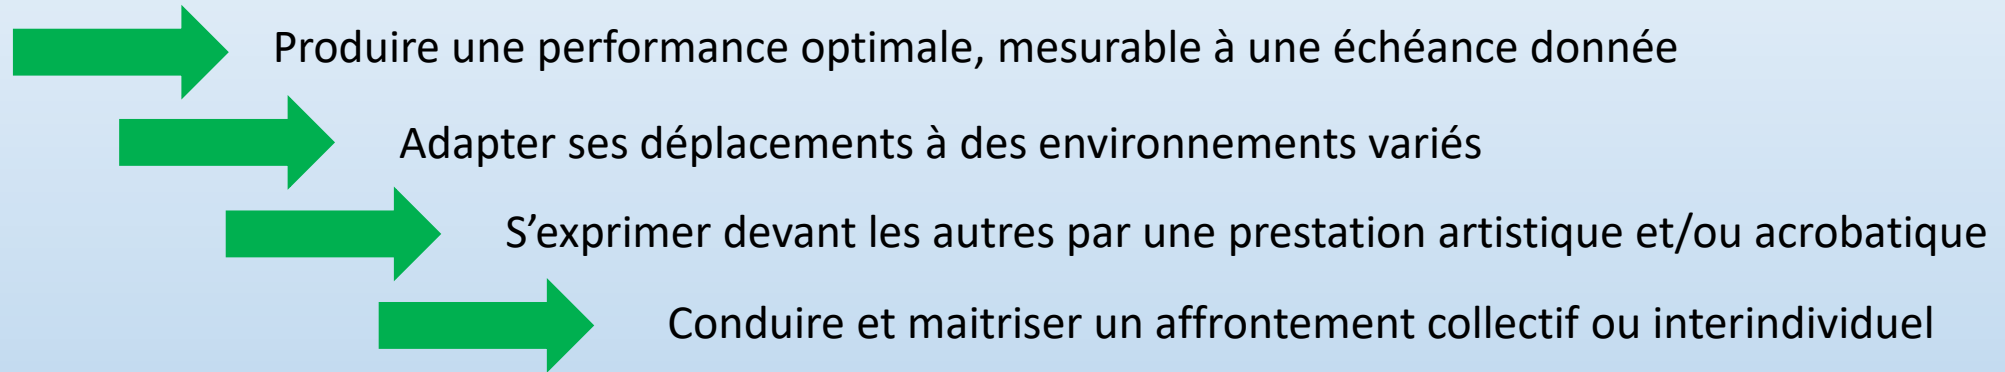 Produire une performance optimale, mesurable à une échéance donnée
Adapter ses déplacements à des environnements variés
S’exprimer devant les autres par une prestation artistique et/ou acrobatique
Conduire et maitriser un affrontement collectif ou interindividuel